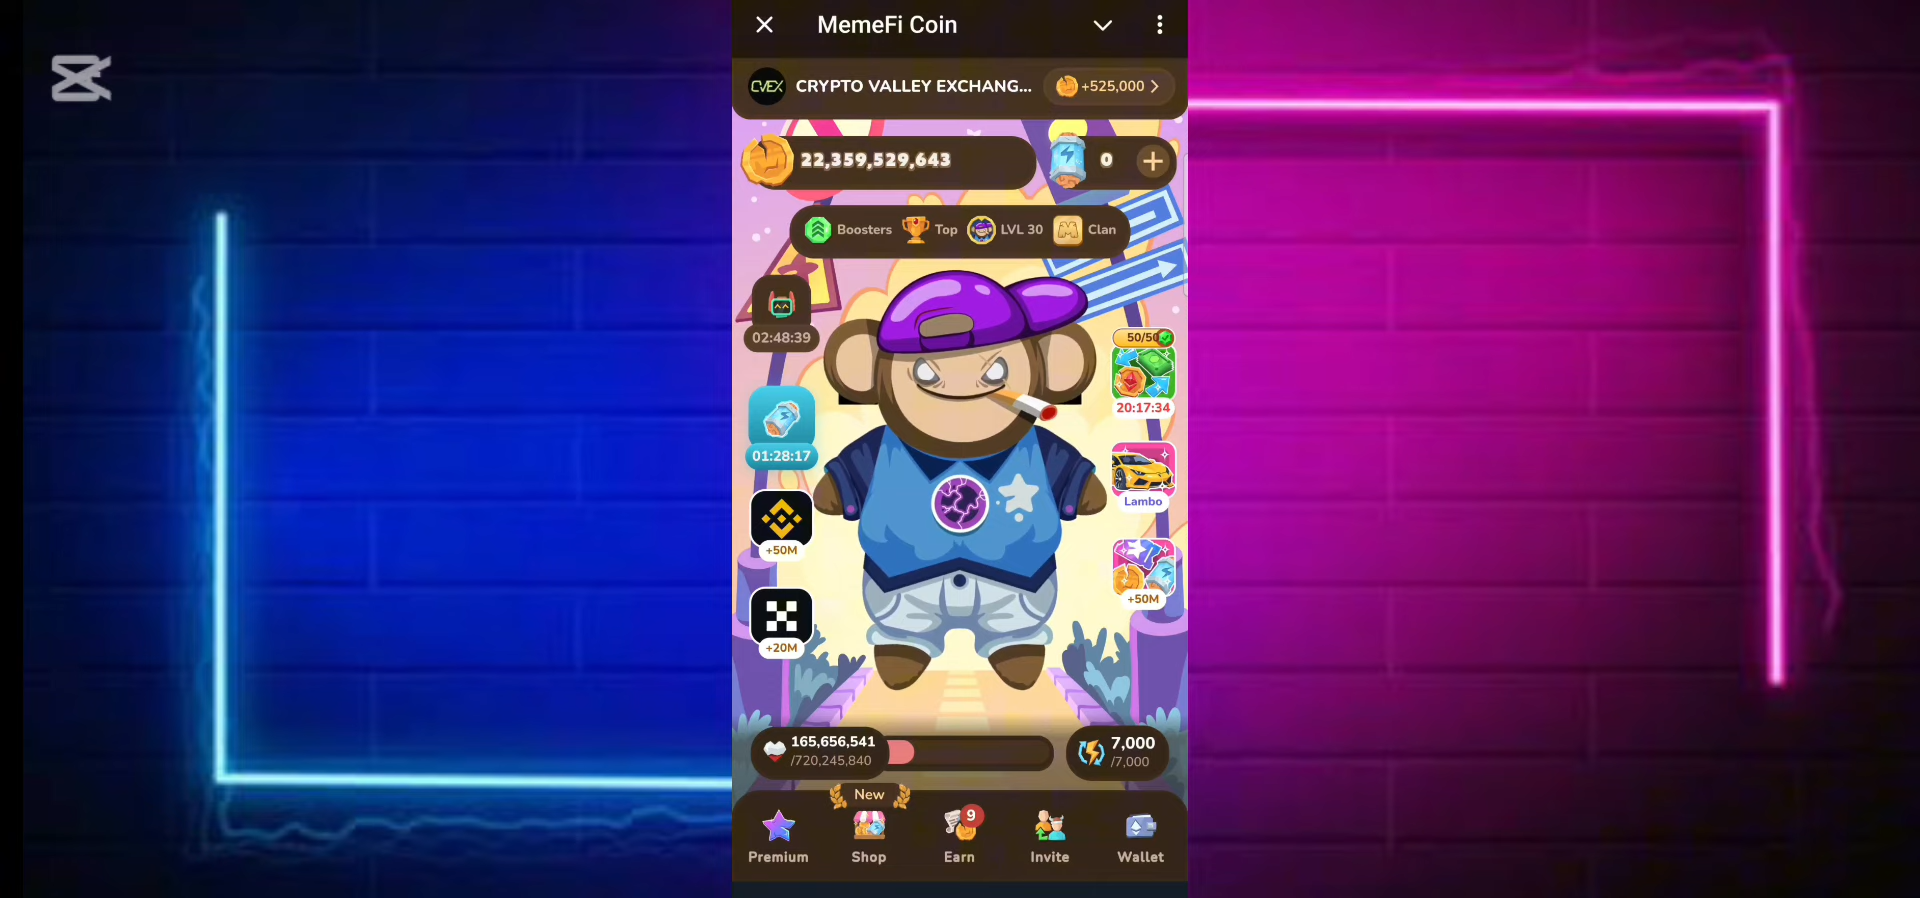 MemeFi Coin
CVEX CRYPTO VALLEY EXCHANG... +525,000
22,359,529,643 0
Boosters Top LVL 30 Clan
02:48:39
50/50
20:17:34
01:28:17
Lambo
+50M
+50M
+20M
165,656,541
/720,245,840
7,000
/7,000
New
9
Premium Shop Earn Invite Wallet